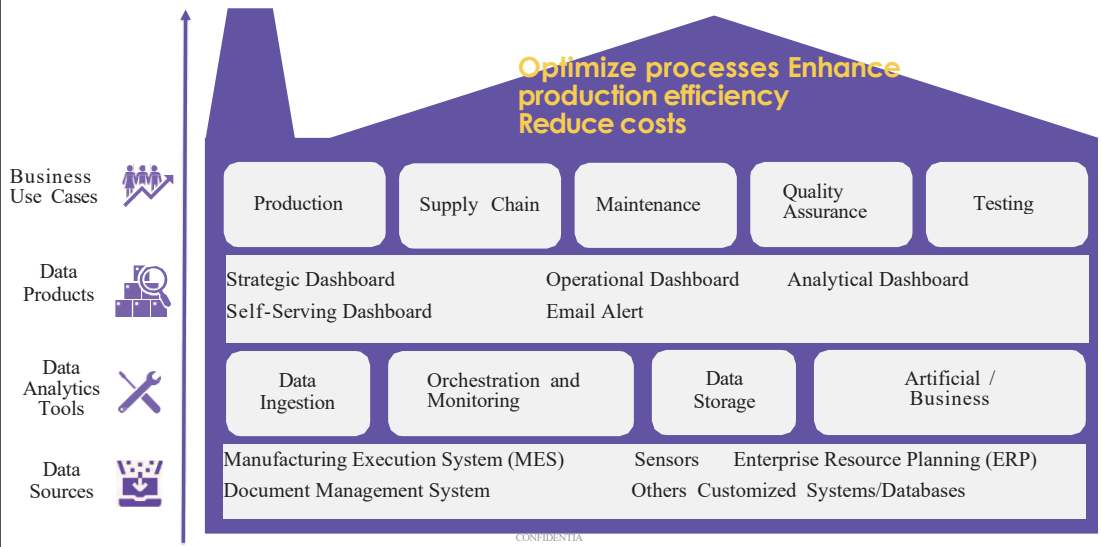 Optimize processes Enhance
production efficiency
Reduce costs
Business
Use Cases
Production
Supply Chain
Maintenance
Quality
Assurance
Testing
Data
Products
Strategic Dashboard
Operational Dashboard
Analytical Dashboard
Self-Serving Dashboard
Email Alert
Data
Analytics
Tools
Data
Ingestion
Orchestration and
Monitoring
Data
Storage
Artificial /
Business
Data
Sources
Manufacturing Execution System (MES)
Sensors
Enterprise Resource Planning (ERP)
Document Management System
Others Customized Systems/Databases
CONFIDENTIA